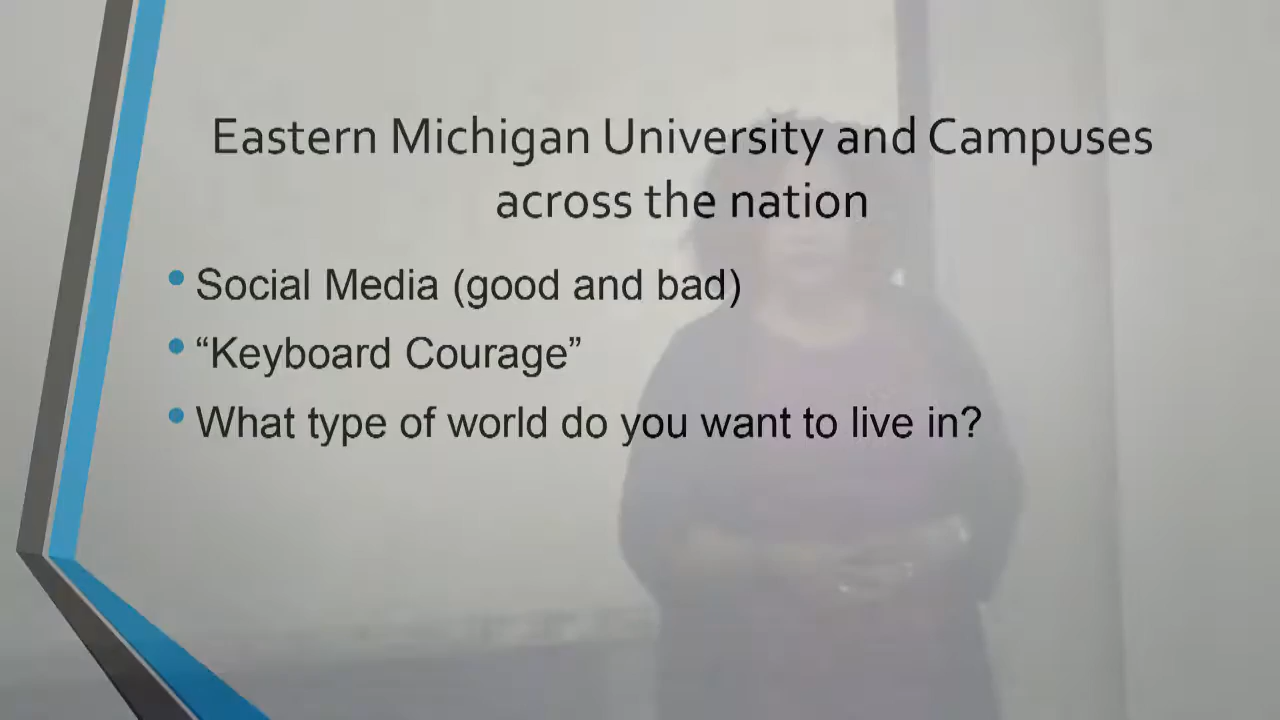 Eastern Michigan University and Campuses
across the nation
• Social Media (good and bad)
• “Keyboard Courage”
• What type of world do you want to live in?